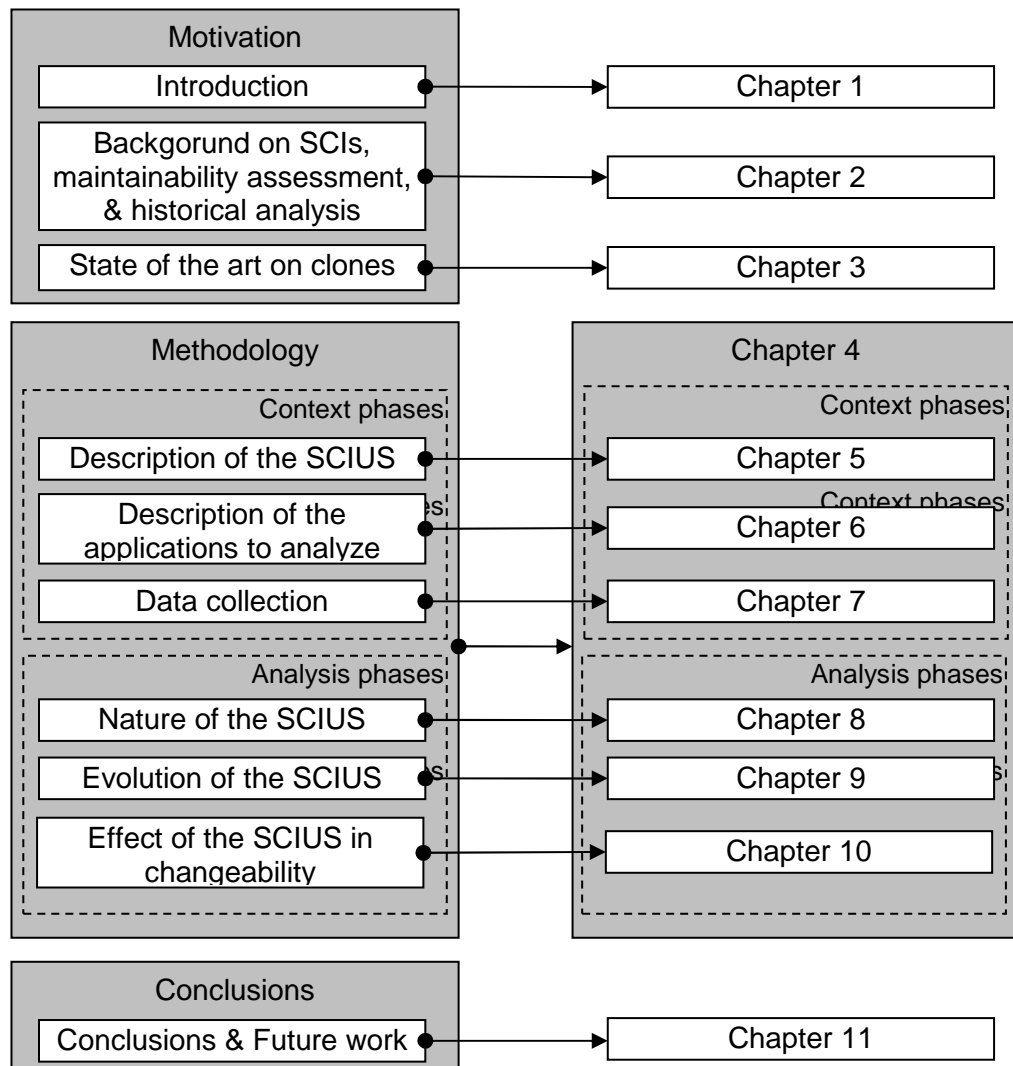 Motivation
Introduction
Chapter 1
Backgorund on SCIs,
maintainability assessment,
& historical analysis
Chapter 2
State of the art on clones
Chapter 3
Methodology
Chapter 4
Context phases
Context phases
Description of the SCIUS
Chapter 5
Context phases
Description of the
applications to analyze
Chapter 6
Data collection
Chapter 7
Analysis phases
Analysis phases
Nature of the SCIUS
Chapter 8
Evolution of the SCIUS
Chapter 9
Effect of the SCIUS in
changeability
Chapter 10
Conclusions
Conclusions & Future work
Chapter 11